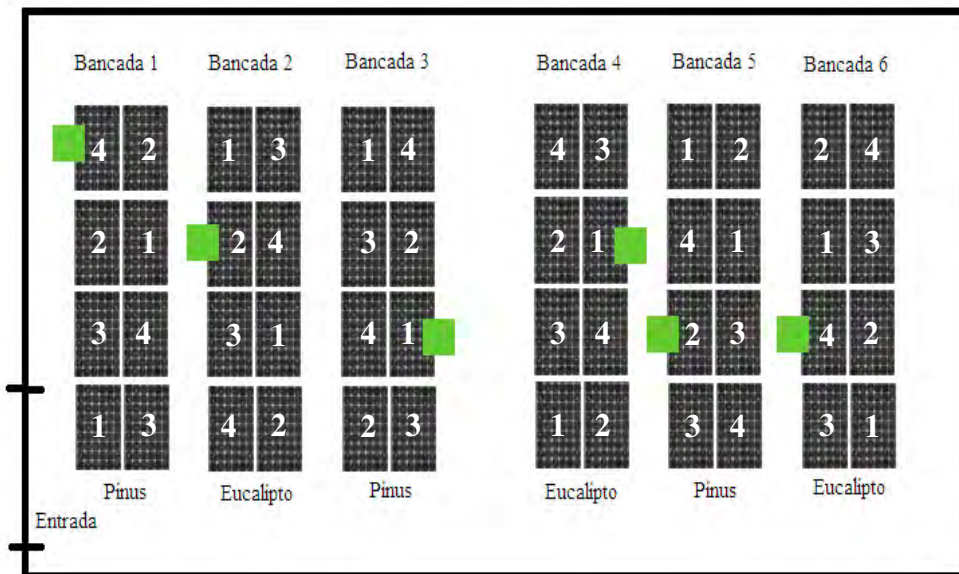 Bancada 1 Bancada 2 Bancada 3 Bancada 4 Bancada 5 Bancada 6
4 2 1 3 1 4 4 3 1 2 2 4
2 1 2 4 3 2 2 1 4 1 1 3
3 4 3 1 4 1 3 4 2 3 4 2
1 3 4 2 2 3 1 2 3 4 3 1
Pinus Eucalipto Pinus Eucalipto Pinus Eucalipto
Entrada